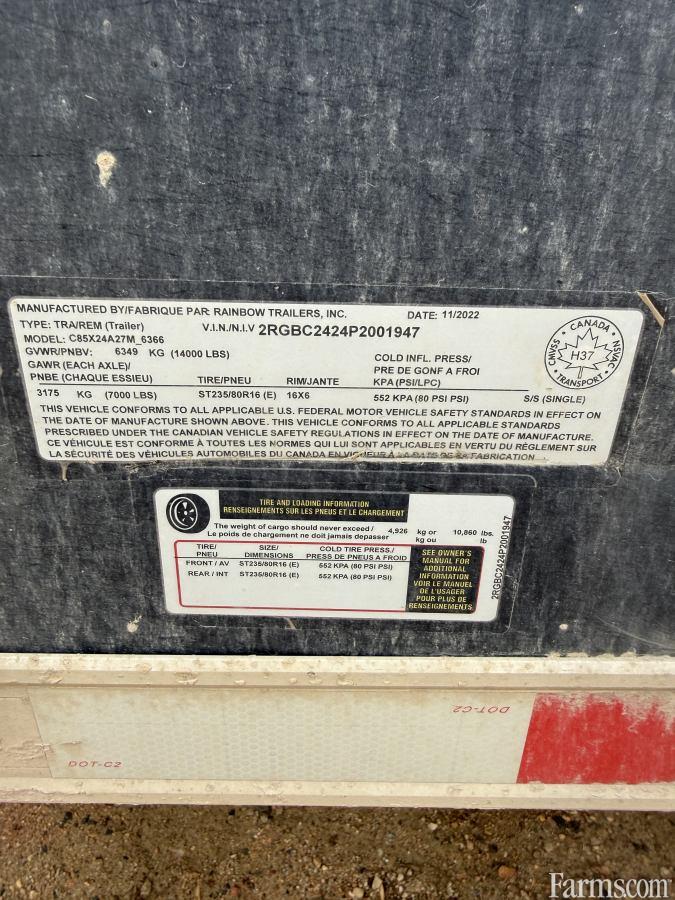 MANUFACTURED BY/FABRIQUE PAR: RAINBOW TRAILERS, INC. DATE: 11/2022
TYPE: TRA/REM (Trailer) V.I.N./N.I.V 2RGBC2424P2001947
MODEL: C85X24A27M_6366
GVWR/PNBV: 6349 KG (14000 LBS) COLD INFL. PRESS/
GAWR (EACH AXLE)/ PRE DE GONF A FROI
PNBE (CHAQUE ESSIEU) TIRE/PNEU RIM/JANTE KPA (PSI/LPC)
3175 KG (7000 LBS) ST235/80R16 (E) 16X6 552 KPA (80 PSI PSI) S/S (SINGLE)
THIS VEHICLE CONFORMS TO ALL APPLICABLE U.S. FEDERAL MOTOR VEHICLE SAFETY STANDARDS IN EFFECT ON
THE DATE OF MANUFACTURE SHOWN ABOVE. THIS VEHICLE CONFORMS TO ALL APPLICABLE STANDARDS
PRESCRIBED UNDER THE CANADIAN VEHICLE SAFETY REGULATIONS IN EFFECT ON THE DATE OF MANUFACTURE.
CE VÉHICULE EST CONFORME À TOUTES LES NORMES QUI LUI SONT APPLICABLES EN VERTU DU RÉGLEMENT SUR
LA SÉCURITÉ DES VÉHICULES AUTOMOBILES DU CANADA EN VIGUEUR À LA DATE DE SA FABRICATION
CANADA
CMVSS
NSVAC
H37
TRANSPORT
TIRE AND LOADING INFORMATION
RENSEIGNEMENTS SUR LES PNEUS ET LE CHARGEMENT
The weight of cargo should never exceed / 4,926 kg or 10,860 lbs.
Le poids de chargement ne doit jamais depasser kg ou lb
TIRE/ SIZE/ COLD TIRE PRESS./
PNEU DIMENSIONS PRESS DE PNEUS A FROID
FRONT / AV ST235/80R16 (E) 552 KPA (80 PSI PSI)
REAR / INT ST235/80R16 (E) 552 KPA (80 PSI PSI)
SEE OWNER'S
MANUAL FOR
ADDITIONAL
INFORMATION
VOIR LE MANUEL
DE L'USAGER
POUR PLUS DE
RENSEIGNEMENTS
2RGBC2424P2001947
DOT-C2
DOT-C2
Farms.com